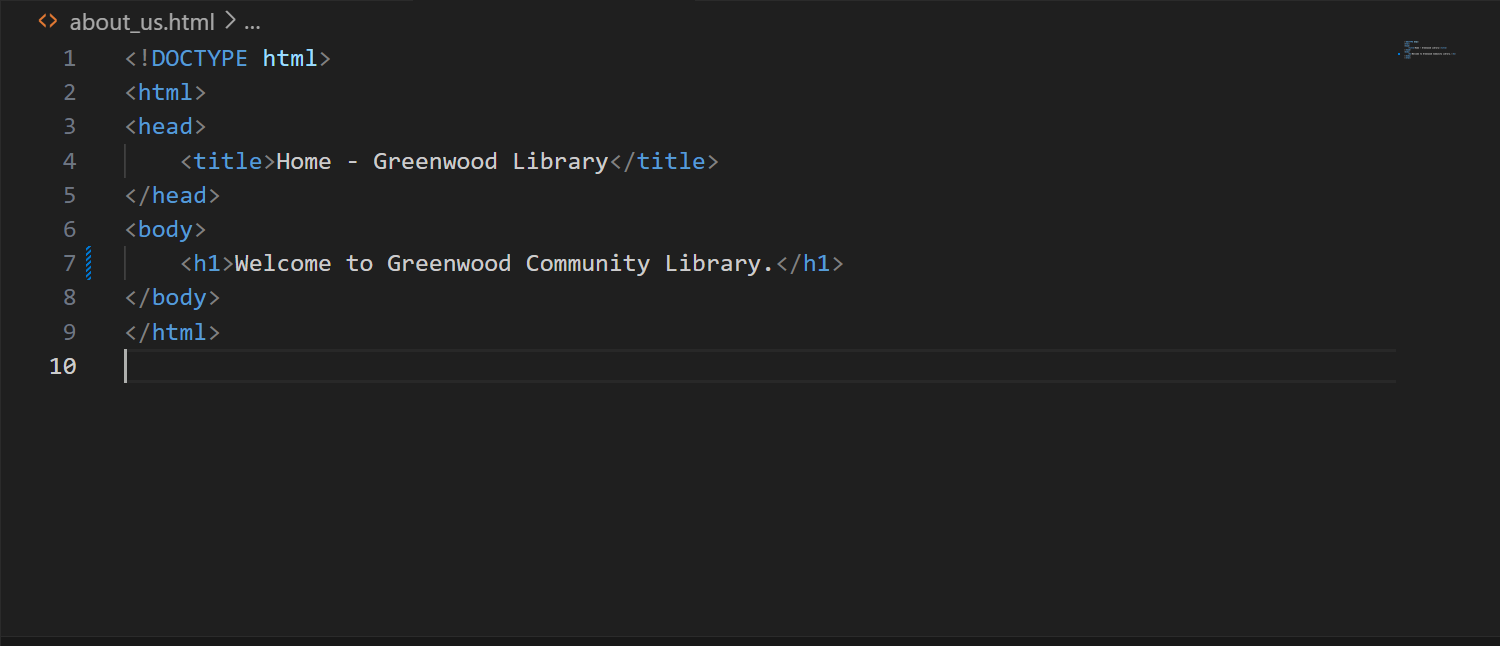 <> about_us.html > ...
1 <!DOCTYPE html>
2 <html>
3 <head>
4     <title>Home - Greenwood Library</title>
5 </head>
6 <body>
7     <h1>Welcome to Greenwood Community Library.</h1>
8 </body>
9 </html>
10